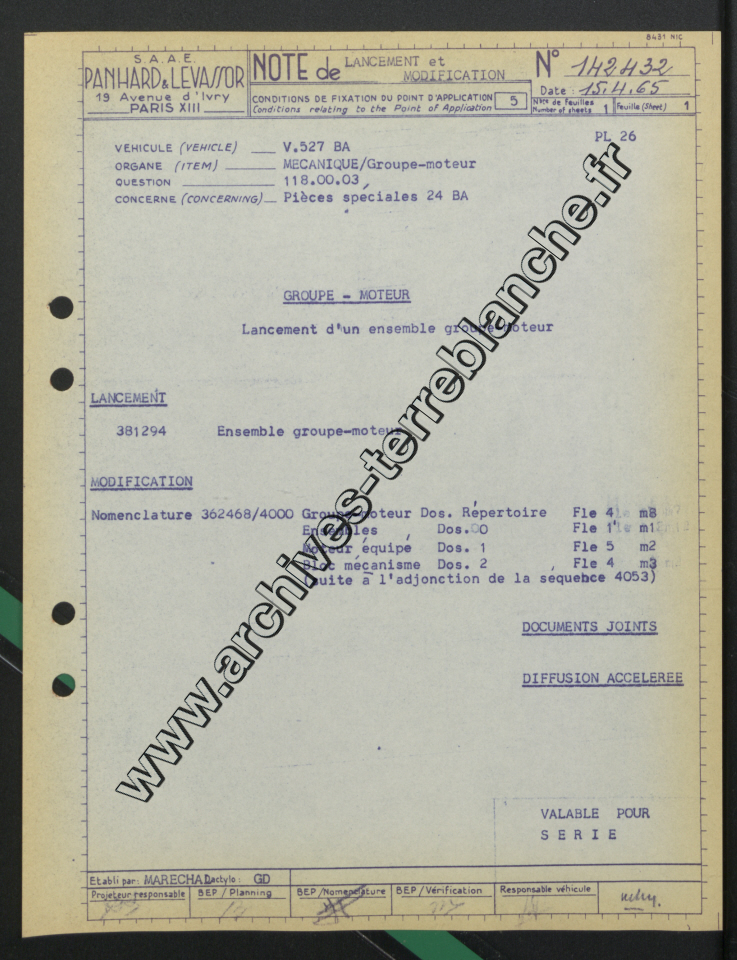 8431 NIC
S.A.A.E.
PANHARD & LEVASSOR
19 Avenue d'Ivry
PARIS XIII
NOTE de LANCEMENT et
MODIFICATION
CONDITIONS DE FIXATION DU POINT D'APPLICATION 5
Conditions relating to the Point of Application
N° 142432
Date : 15.4.65
Nbre de feuilles 1 Feuille (Sheet) 1
Number of sheets
PL 26
VEHICULE (VEHICLE) V.527 BA
ORGANE (ITEM) MECANIQUE/Groupe-moteur
QUESTION 118.00.03
CONCERNE (CONCERNING) Pièces spéciales 24 BA
GROUPE - MOTEUR
Lancement d'un ensemble groupe-moteur
LANCEMENT
381294 Ensemble groupe-moteur
MODIFICATION
Nomenclature 362468/4000 Groupe-moteur Dos. Répertoire Fle 4 m8
Ensembles Dos. 0 Fle 1 m1
Moteur équipé Dos. 1 Fle 5 m2
Bloc mécanisme Dos. 2 Fle 4 m3
(suite à l'adjonction de la séquence 4053)
DOCUMENTS JOINTS
DIFFUSION ACCELEREE
www.archives-terreblanche.fr
VALABLE POUR
SERIE
Etabli par: MARECHAL Dactylo: GD
Projeteur responsable BEP / Planning BEP / Nomenclature BEP / Vérification Responsable véhicule